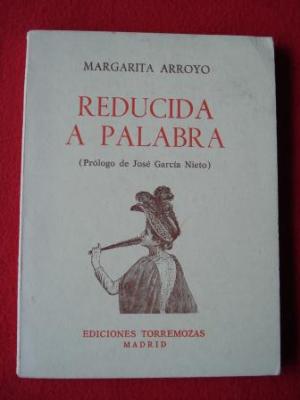 MARGARITA ARROYO
REDUCIDA
A PALABRA
(Prólogo de José García Nieto)
EDICIONES TORREMOZAS
MADRID